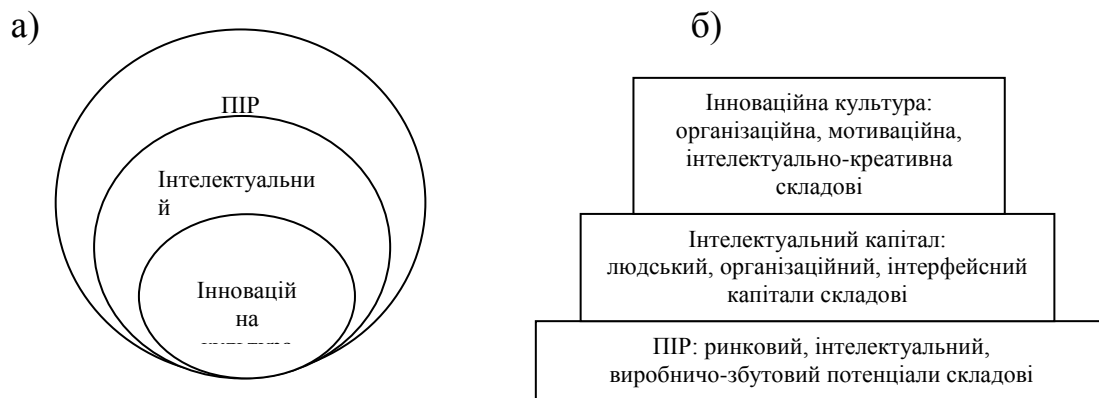 а)
ПІР
Інтелектуальни
й
Інновацій
на
б)
Інноваційна культура:
організаційна, мотиваційна,
інтелектуально-креативна
складові
Інтелектуальний капітал:
людський, організаційний, інтерфейсний
капітали складові
ПІР: ринковий, інтелектуальний,
виробничо-збутовий потенціали складові